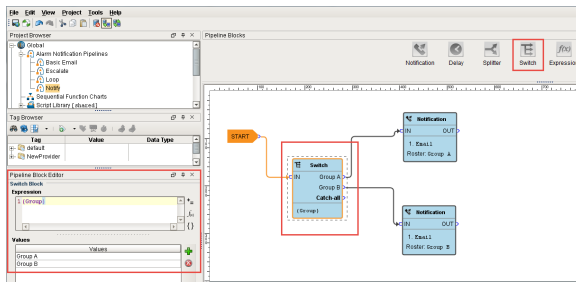 File Edit View Project Tools Help
Project Browser
Global
Alarm Notification Pipelines
Basic Email
Escalate
Loop
Notify
Sequential Function Charts
Script Library [shared]
Tag Browser
Tag Value Data Type
default
NewProvider
Pipeline Block Editor
Switch Block
Expression
1 {Group}
Values
Values
Group A
Group B
Pipeline Blocks
Notification Delay Splitter Switch Expression
f(x)
START
Switch
IN Group A
Group B
Catch-all
{Group}
Notification
IN OUT
1. Email
Roster: Group A
Notification
IN OUT
1. Email
Roster: Group B